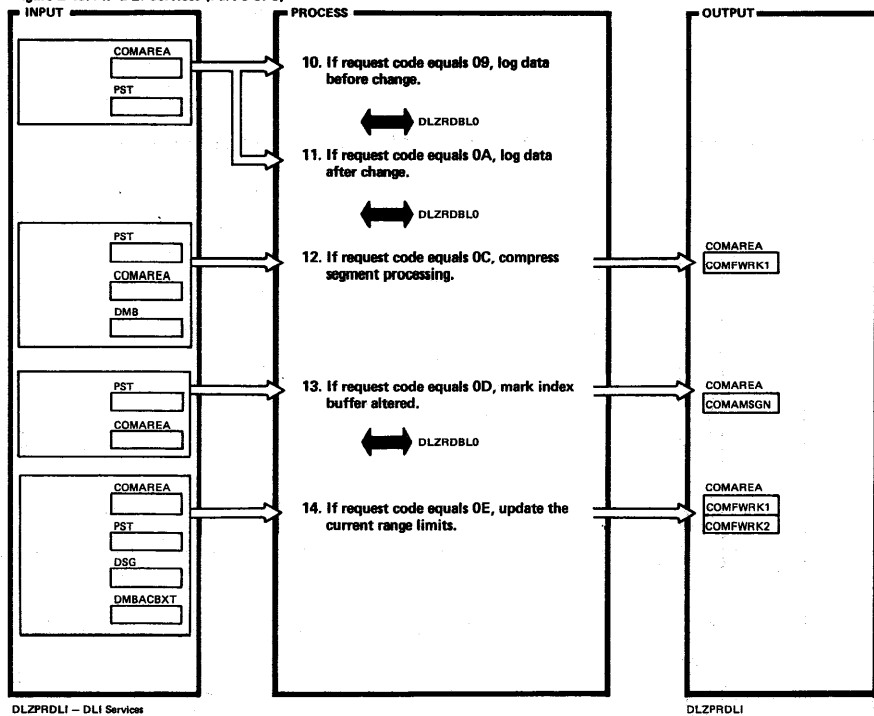 INPUT
PROCESS
OUTPUT
COMAREA
PST
10. If request code equals 09, log data
before change.
DLZRDBL0
11. If request code equals 0A, log data
after change.
DLZRDBL0
PST
COMAREA
DMB
12. If request code equals 0C, compress
segment processing.
COMAREA
COMFWRK1
PST
COMAREA
13. If request code equals 0D, mark index
buffer altered.
DLZRDBL0
COMAREA
COMAMSGN
COMAREA
PST
DSG
DMBACBXT
14. If request code equals 0E, update the
current range limits.
COMAREA
COMFWRK1
COMFWRK2
DLZPRDLI – DLI Services
DLZPRDLI